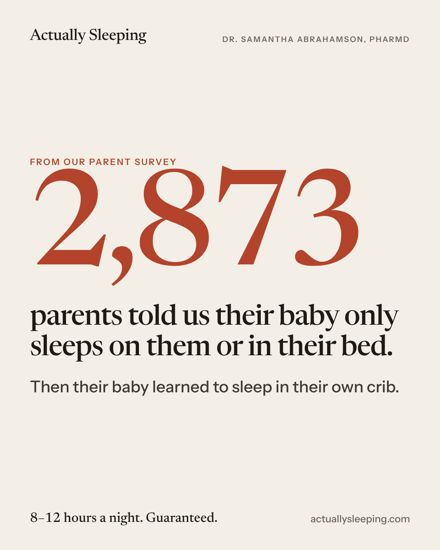 Actually Sleeping
DR. SAMANTHA ABRAHAMSON, PHARMD
FROM OUR PARENT SURVEY
2,873
parents told us their baby only
sleeps on them or in their bed.
Then their baby learned to sleep in their own crib.
8–12 hours a night. Guaranteed.
actuallysleeping.com